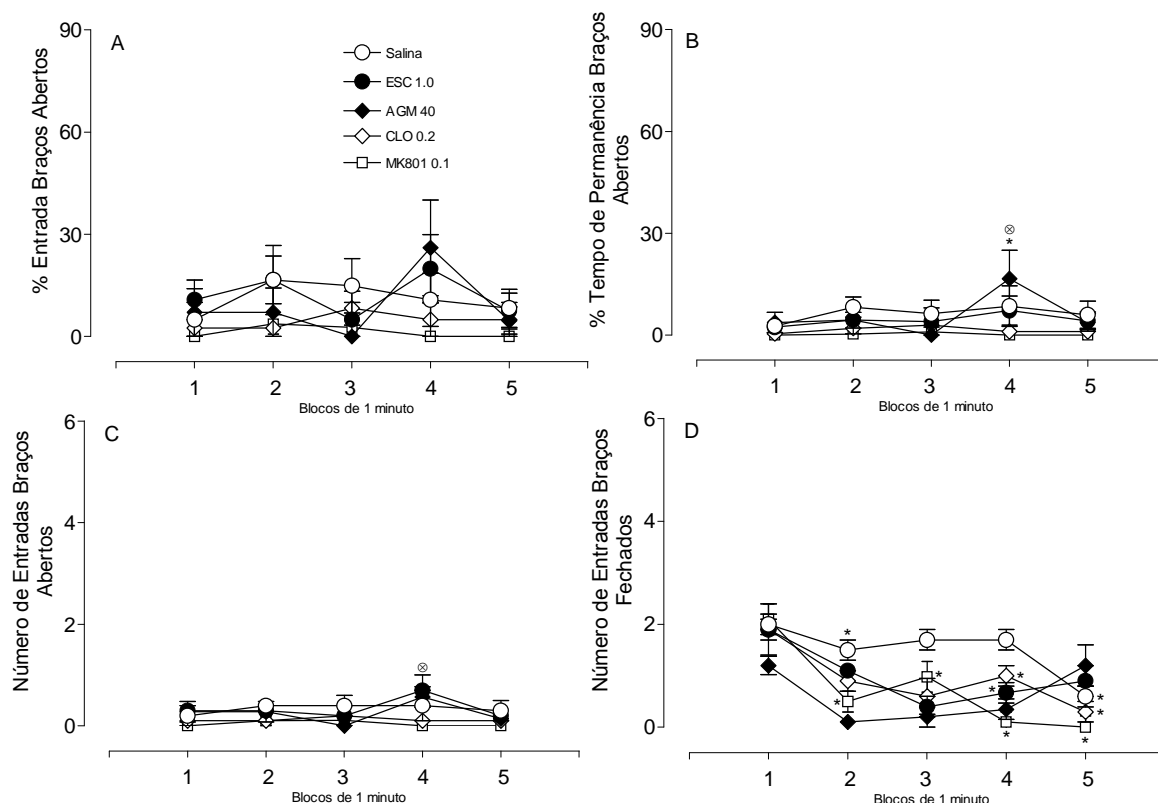 A
90
60
30
0
% Entrada Braços Abertos
Salina
ESC 1.0
AGM 40
CLO 0.2
MK801 0.1
1 2 3 4 5
Blocos de 1 minuto
B
90
60
30
0
% Tempo de Permanência Braços
Abertos
⊗
*
1 2 3 4 5
Blocos de 1 minuto
C
6
4
2
0
Número de Entradas Braços
Abertos
⊗
1 2 3 4 5
Blocos de 1 minuto
D
6
4
2
0
Número de Entradas Braços
Fechados
*
*
*
*
*
*
*
*
*
1 2 3 4 5
Blocos de 1 minuto